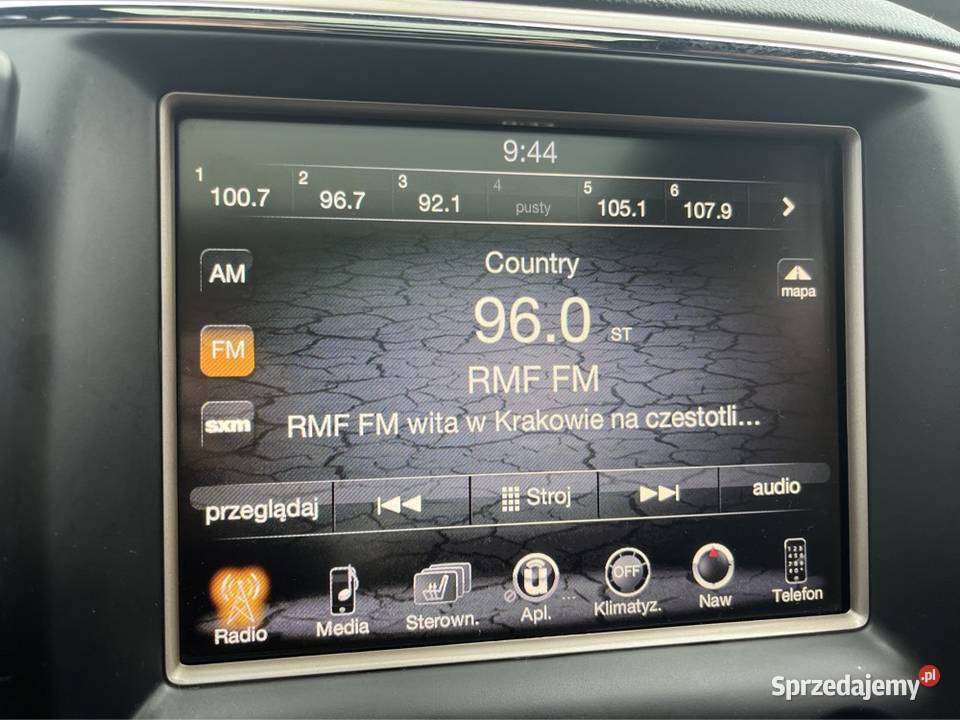 9:44
1 100.7 2 96.7 3 92.1 4 pusty 5 105.1 6 107.9
AM
Country
mapa
96.0 ST
FM
RMF FM
sxm
RMF FM wita w Krakowie na czestotli...
przeglądaj Stroj audio
OFF
Radio Media Sterown. Apl. ... Klimatyz. Naw Telefon
Sprzedajemy.pl